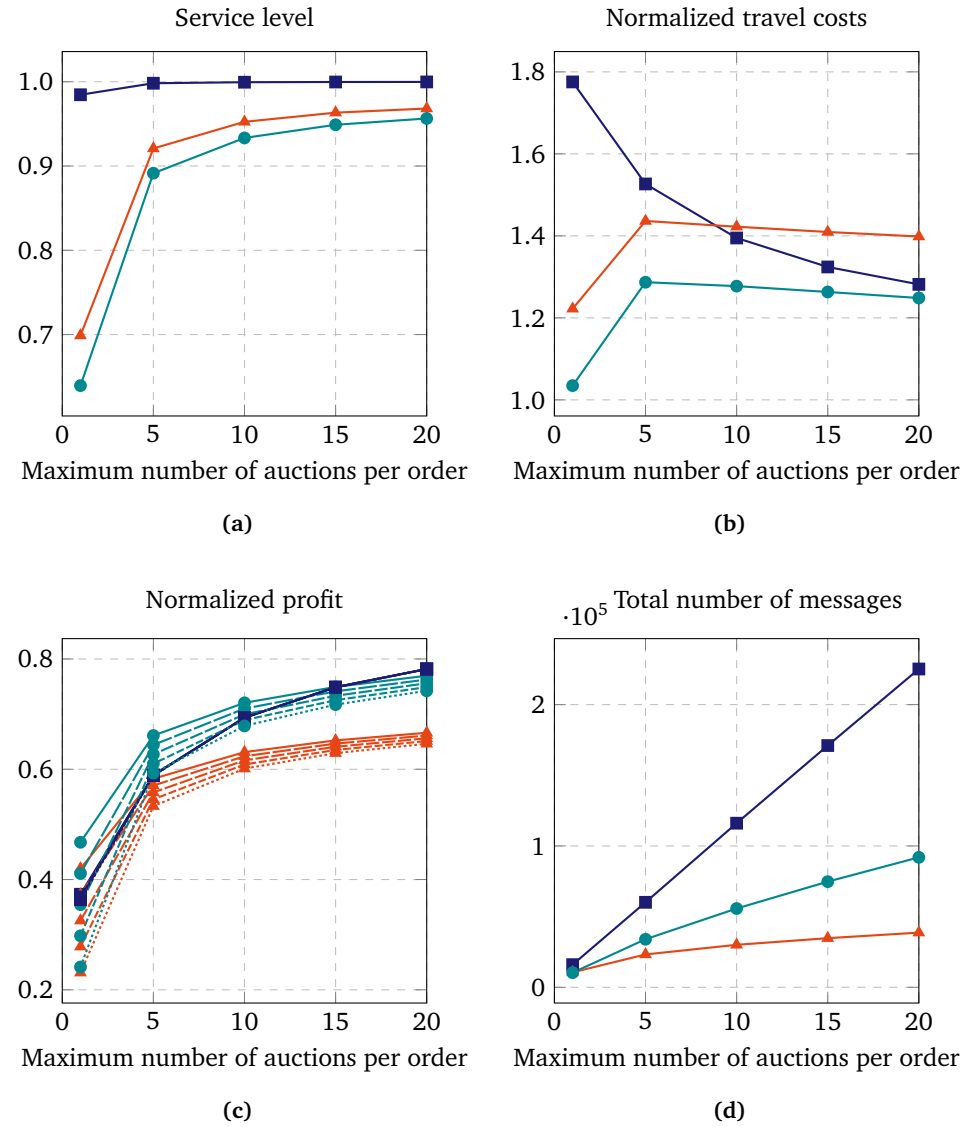 Service level
1.0
0.9
0.8
0.7
0 5 10 15 20
Maximum number of auctions per order
(a)
Normalized travel costs
1.8
1.6
1.4
1.2
1.0
0 5 10 15 20
Maximum number of auctions per order
(b)
Normalized profit
0.8
0.6
0.4
0.2
0 5 10 15 20
Maximum number of auctions per order
(c)
Total number of messages
·10⁵
2
1
0
0 5 10 15 20
Maximum number of auctions per order
(d)